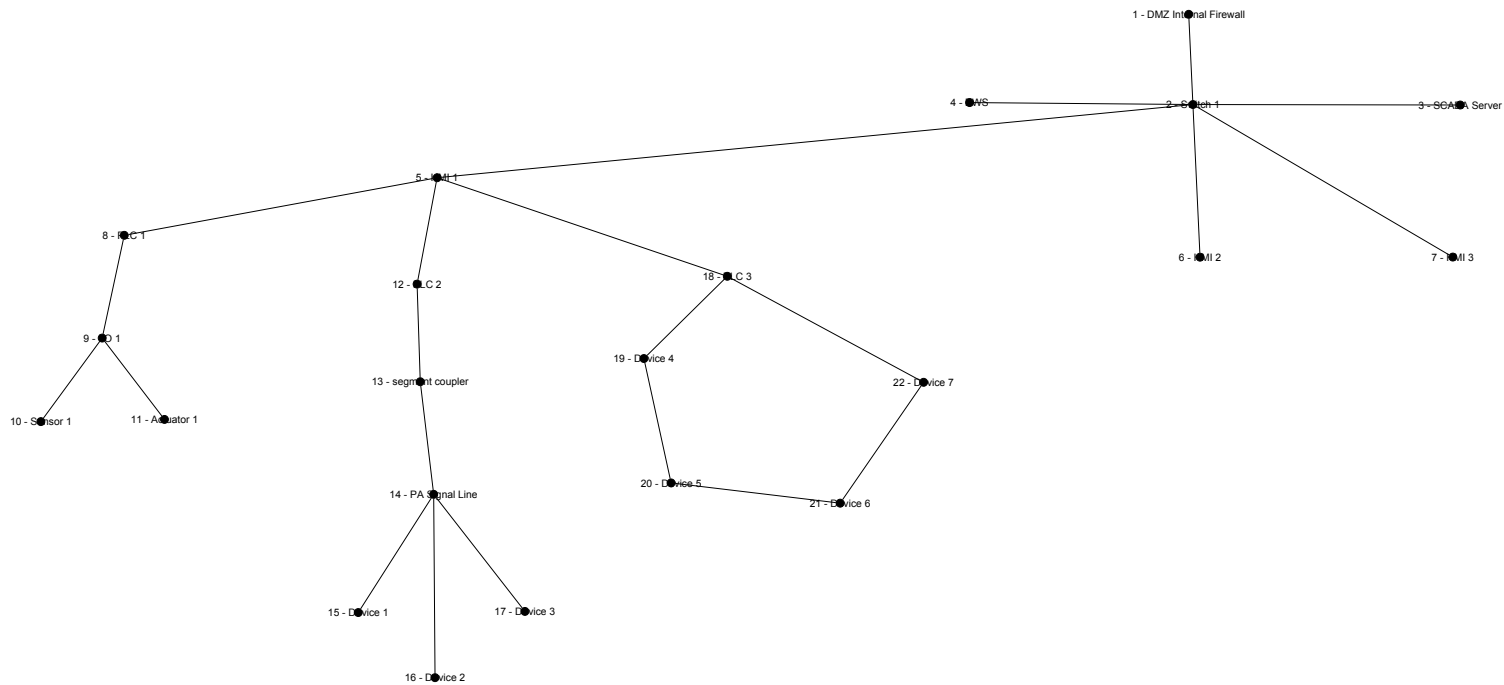 1 - DMZ Internal Firewall
4 - EWS
2 - Switch 1
3 - SCADA Server
5 - HMI 1
8 - PLC 1
6 - HMI 2
7 - HMI 3
18 - PLC 3
12 - PLC 2
9 - 1
19 - Device 4
13 - segment coupler
22 - Device 7
10 - Sensor 1
11 - Actuator 1
20 - Device 5
14 - PA Signal Line
21 - Device 6
15 - Device 1
17 - Device 3
16 - Device 2